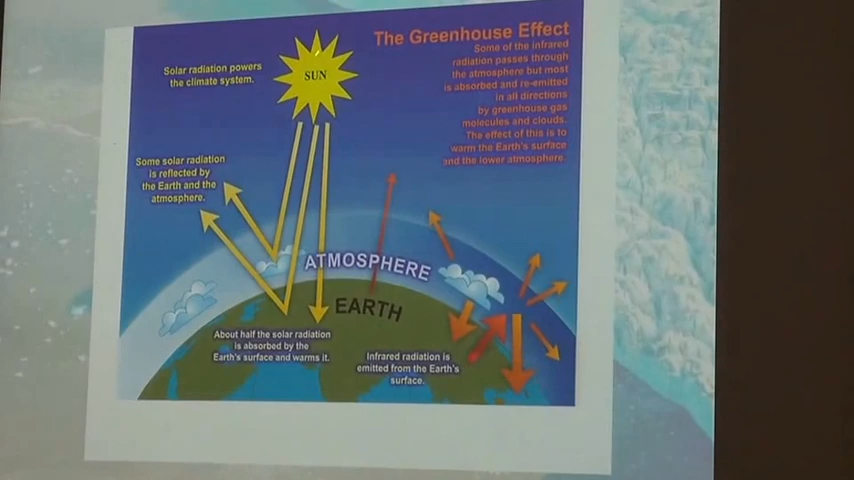 The Greenhouse Effect
Some of the infrared
radiation passes through
the atmosphere but most
is absorbed and re-emitted
in all directions
by greenhouse gas
molecules and clouds.
The effect of this is to
warm the Earth's surface
and the lower atmosphere.
Solar radiation powers
the climate system.
SUN
Some solar radiation
is reflected by
the Earth and the
atmosphere.
ATMOSPHERE
EARTH
About half the solar radiation
is absorbed by the
Earth's surface and warms it.
Infrared radiation is
emitted from the Earth's
surface.